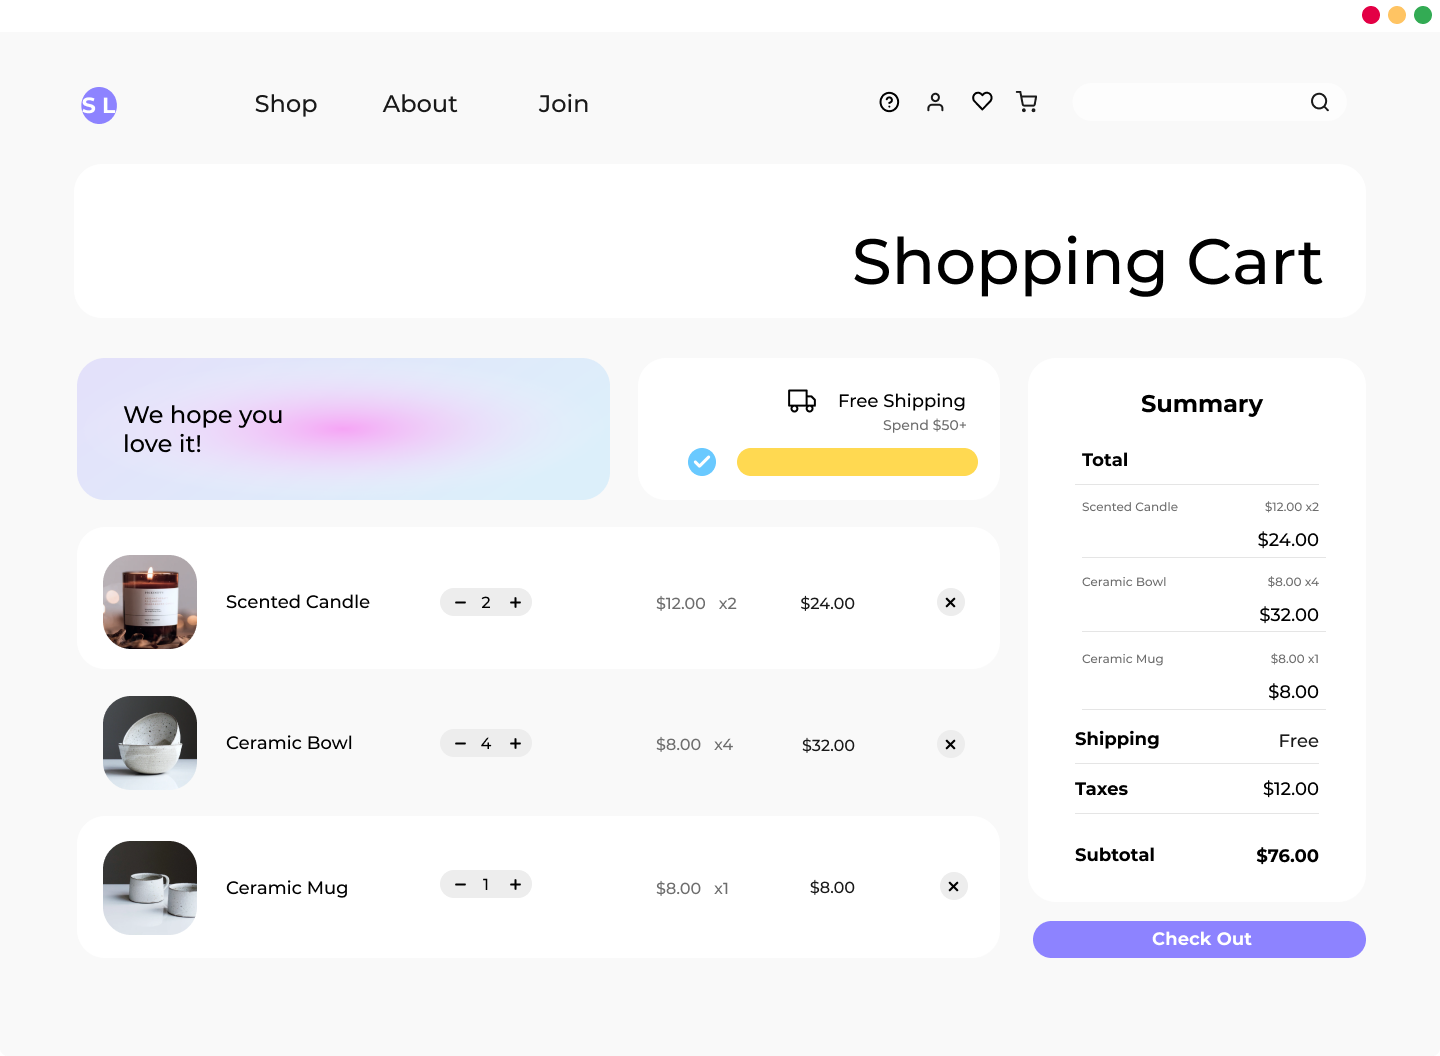 S L
Shop
About
Join
Shopping Cart
We hope you
love it!
Free Shipping
Spend $50+
Scented Candle
2
$12.00 x2
$24.00
Ceramic Bowl
4
$8.00 x4
$32.00
Ceramic Mug
1
$8.00 x1
$8.00
Summary
Total
Scented Candle
$12.00 x2
$24.00
Ceramic Bowl
$8.00 x4
$32.00
Ceramic Mug
$8.00 x1
$8.00
Shipping
Free
Taxes
$12.00
Subtotal
$76.00
Check Out